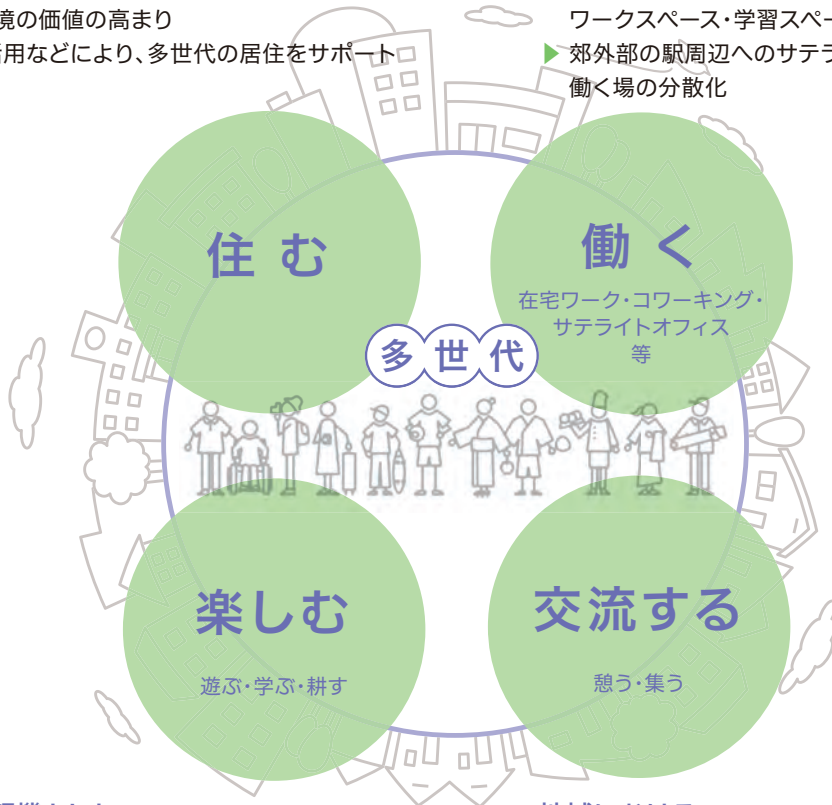 境の価値の高まり
用などにより、多世代の居住をサポート
ワークスペース・学習スペー
▶ 郊外部の駅周辺へのサテラ
働く場の分散化
住む
働く
在宅ワーク・コワーキング・
サテライトオフィス
等
多世代
楽しむ
遊ぶ・学ぶ・耕す
交流する
憩う・集う